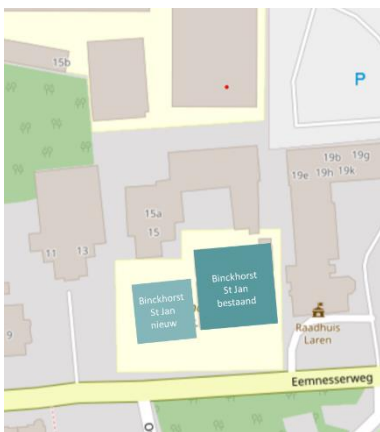 15b
P
19b 19g
19e 19h 19k
15a
15
11 13
Binckhorst
St Jan
bestaand
Binckhorst
St Jan
nieuw
Raadhuis
Laren
9
Eemnesserweg